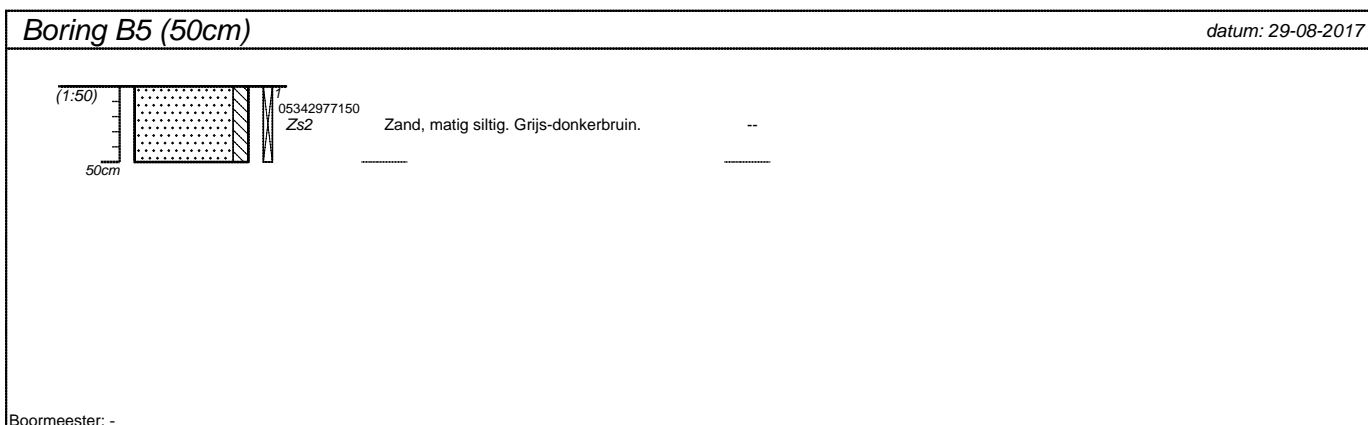 Boring B5 (50cm)
datum: 29-08-2017
(1:50)
1
05342977150
Zs2 Zand, matig siltig. Grijs-donkerbruin. --
50cm
Boormeester: -